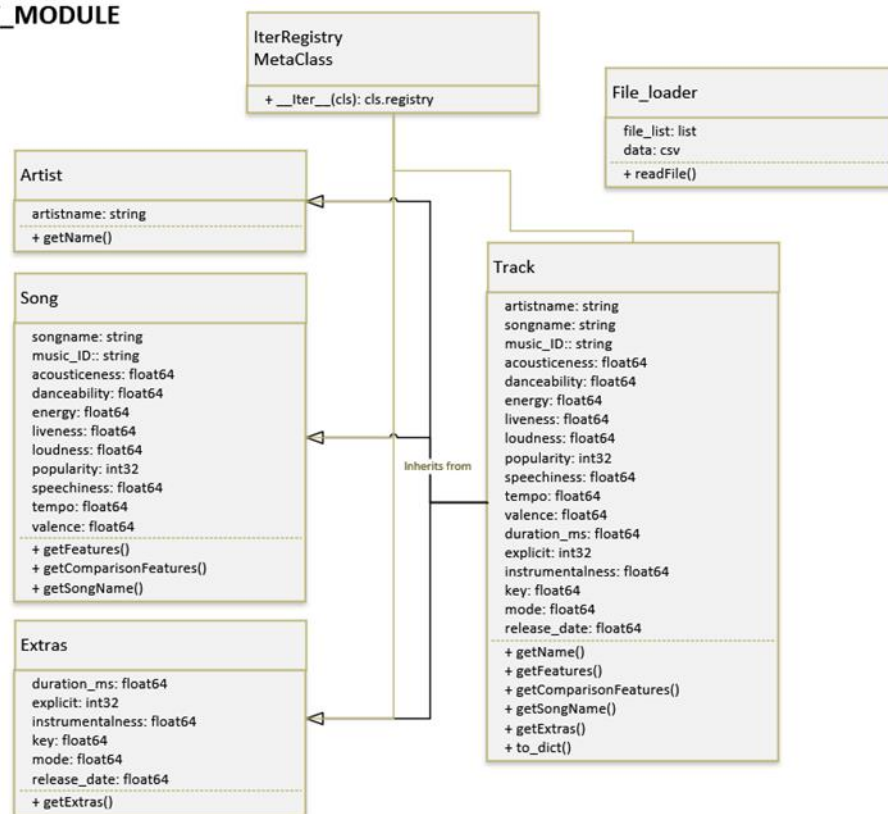 _MODULE
IterRegistry
MetaClass
+ __Iter__(cls): cls.registry
File_loader
file_list: list
data: csv
+ readFile()
Artist
artistname: string
+ getName()
Song
songname: string
music_ID:: string
acousticeness: float64
danceability: float64
energy: float64
liveness: float64
loudness: float64
popularity: int32
speechiness: float64
tempo: float64
valence: float64
+ getFeatures()
+ getComparisonFeatures()
+ getSongName()
Extras
duration_ms: float64
explicit: int32
instrumentalness: float64
key: float64
mode: float64
release_date: float64
+ getExtras()
Inherits from
Track
artistname: string
songname: string
music_ID:: string
acousticeness: float64
danceability: float64
energy: float64
liveness: float64
loudness: float64
popularity: int32
speechiness: float64
tempo: float64
valence: float64
duration_ms: float64
explicit: int32
instrumentalness: float64
key: float64
mode: float64
release_date: float64
+ getName()
+ getFeatures()
+ getComparisonFeatures()
+ getSongName()
+ getExtras()
+ to_dict()